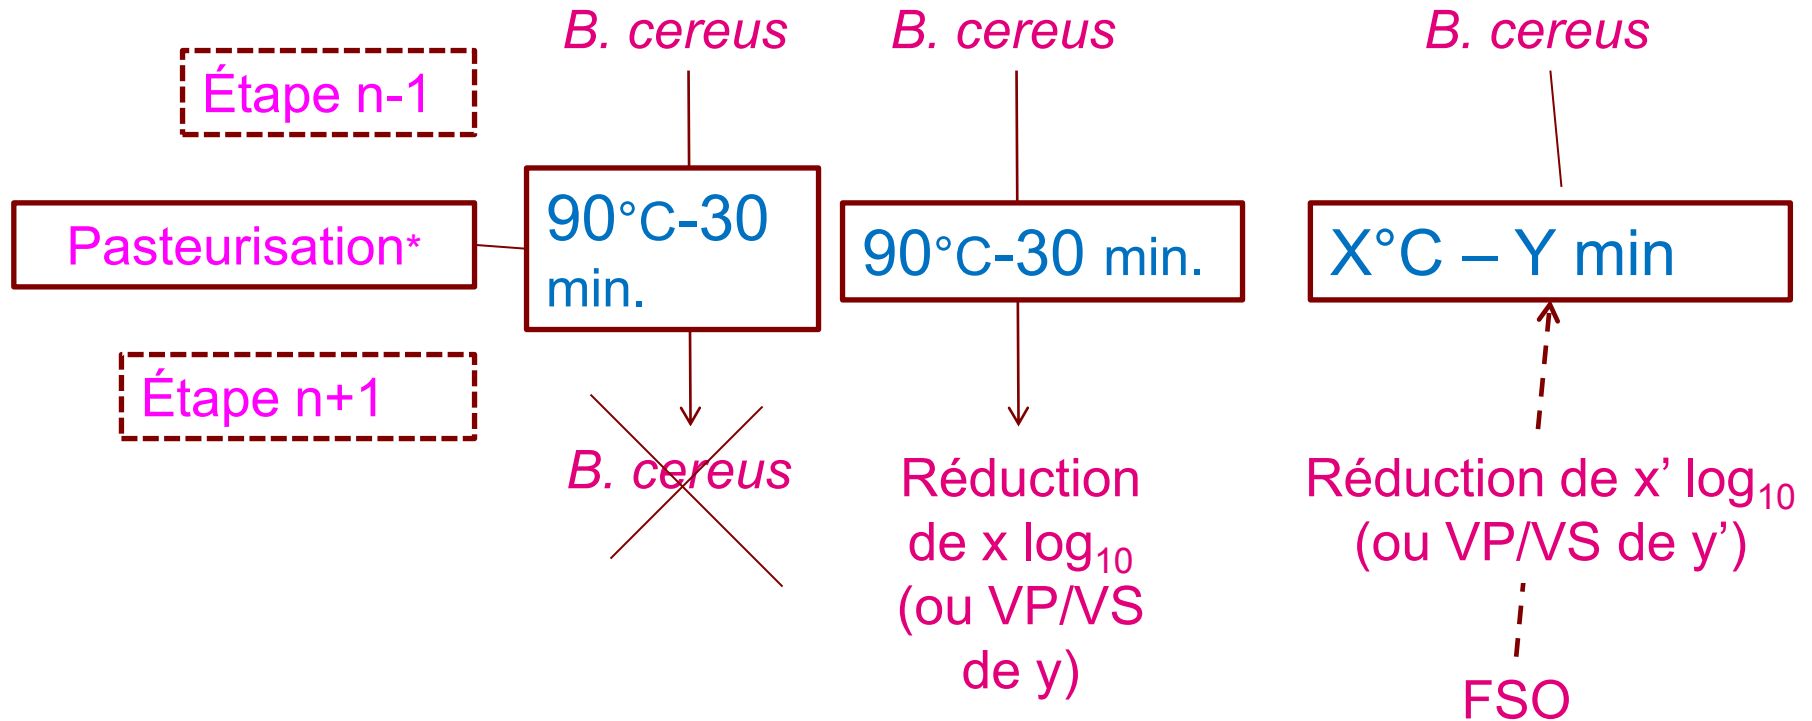 B. cereus
B. cereus
B. cereus
Étape n-1
Pasteurisation*
90°C-30
min.
90°C-30 min.
X°C – Y min
Étape n+1
B. cereus
Réduction
de x log₁₀
(ou VP/VS
de y)
Réduction de x’ log₁₀
(ou VP/VS de y’)
FSO